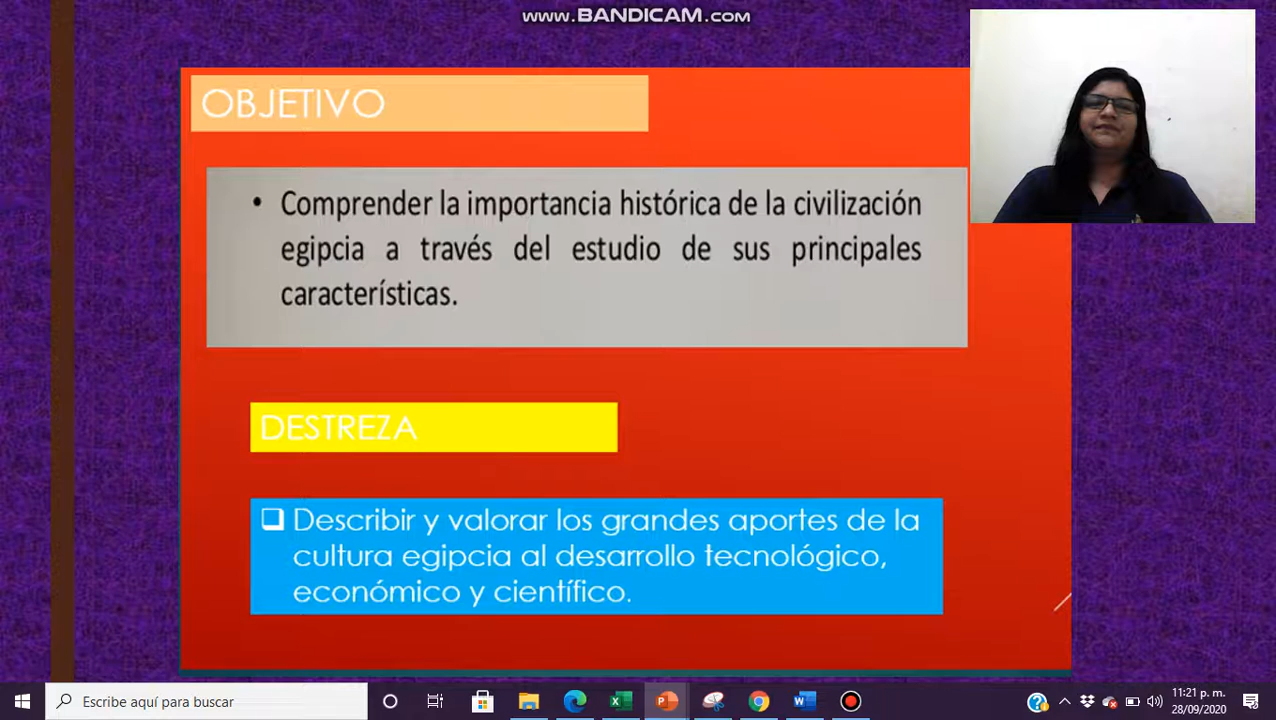 www.BANDICAM.com
OBJETIVO
• Comprender la importancia histórica de la civilización
egipcia a través del estudio de sus principales
características.
DESTREZA
❑ Describir y valorar los grandes aportes de la
cultura egipcia al desarrollo tecnológico,
económico y científico.
Escribe aquí para buscar
11:21 p. m.
28/09/2020